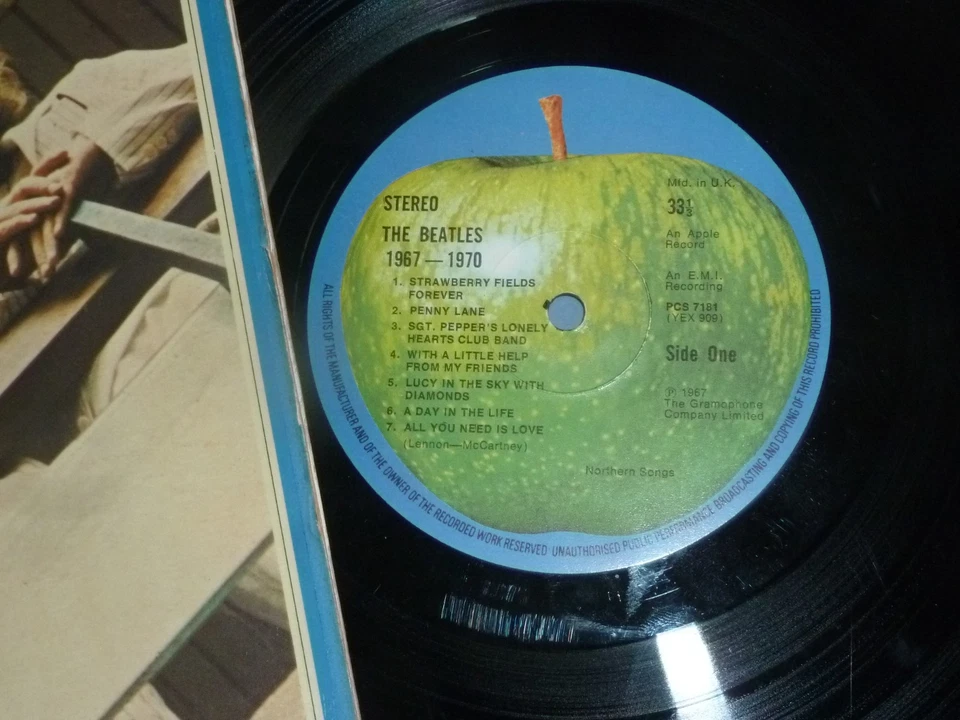 STEREO
THE BEATLES
1967 — 1970
1. STRAWBERRY FIELDS
FOREVER
2. PENNY LANE
3. SGT. PEPPER'S LONELY
HEARTS CLUB BAND
4. WITH A LITTLE HELP
FROM MY FRIENDS
5. LUCY IN THE SKY WITH
DIAMONDS
6. A DAY IN THE LIFE
7. ALL YOU NEED IS LOVE
(Lennon—McCartney)
Mfd. in U.K.
33⅓
An Apple
Record
An E.M.I.
Recording
PCS 7181
(YEX 909)
Side One
℗ 1967
The Gramophone
Company Limited
Northern Songs
ALL RIGHTS OF THE MANUFACTURER AND OF THE OWNER OF THE RECORDED WORK RESERVED UNAUTHORISED PUBLIC PERFORMANCE BROADCASTING AND COPYING OF THIS RECORD PROHIBITED